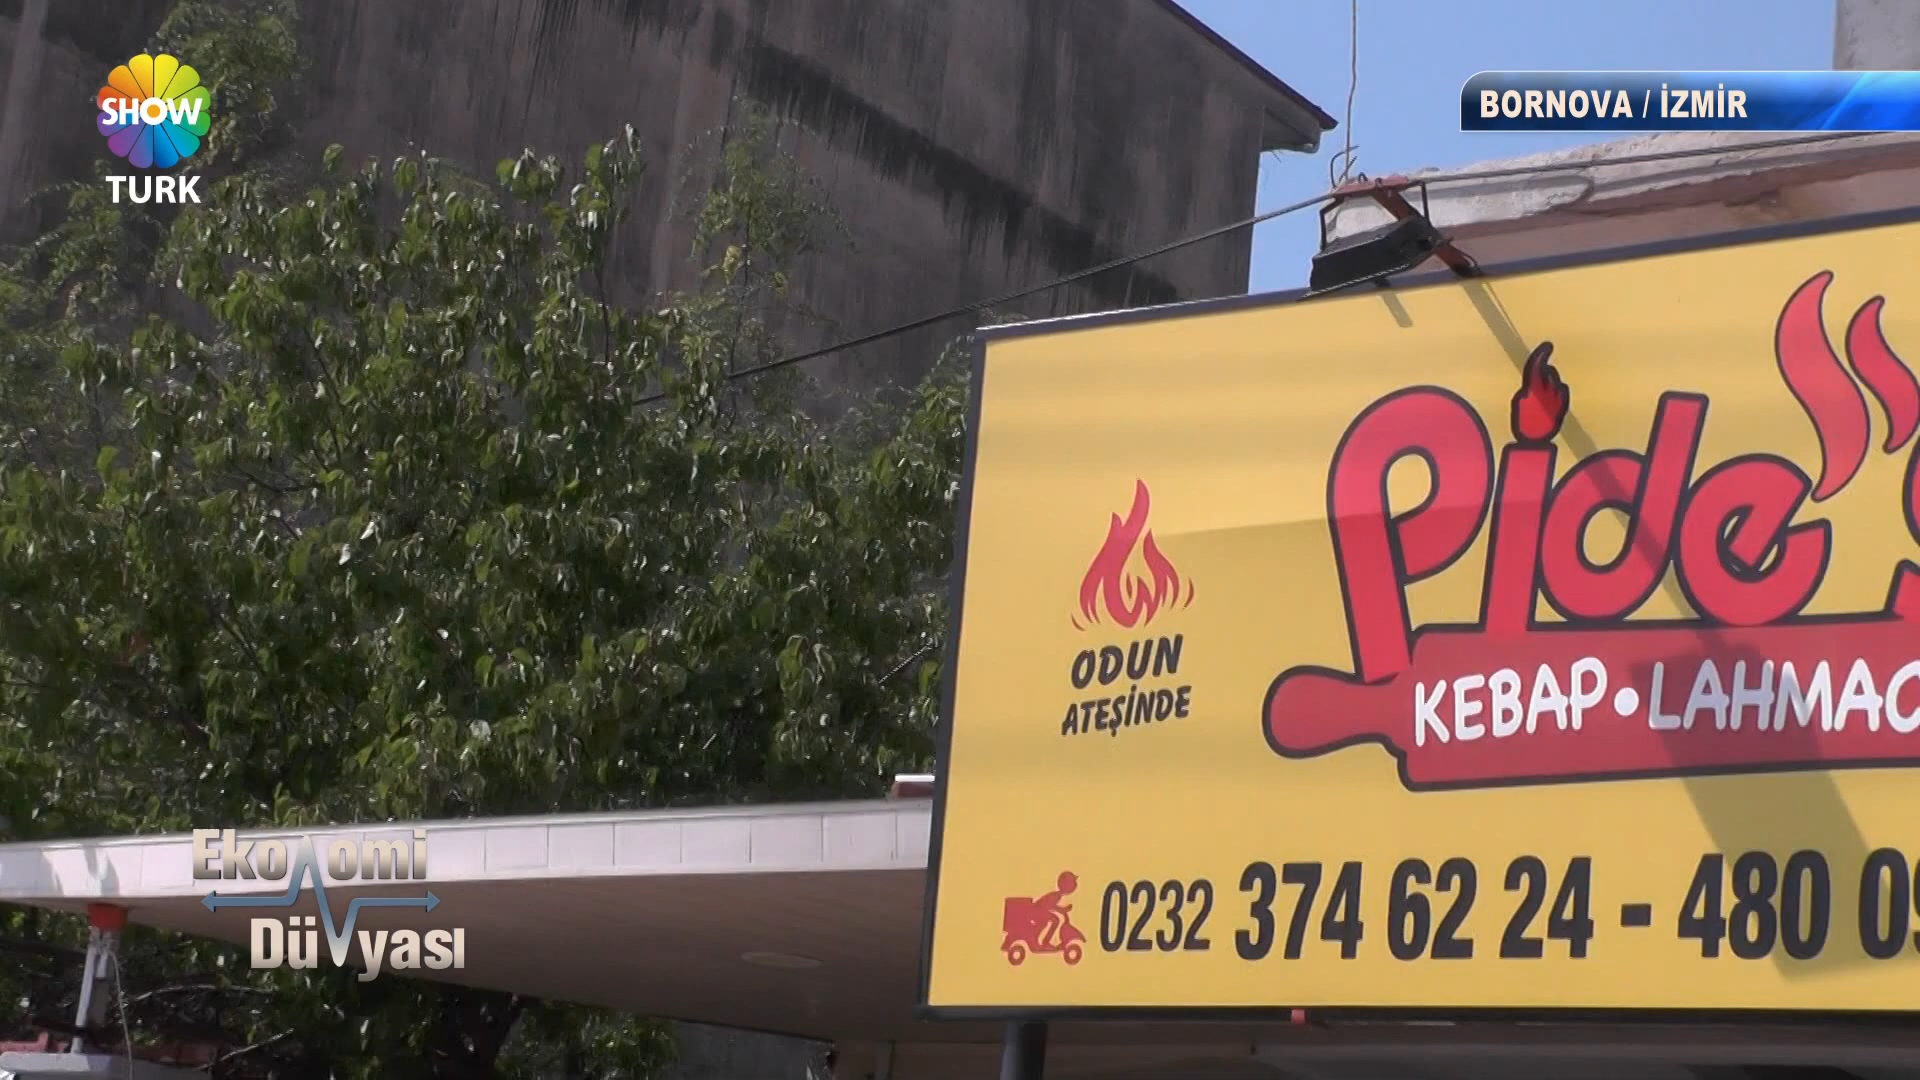 SHOW
TURK
BORNOVA / İZMİR
Pide
ODUN
ATEŞİNDE
KEBAP • LAHMAC
0232 374 62 24 - 480 0
Ekonomi
Dünyası